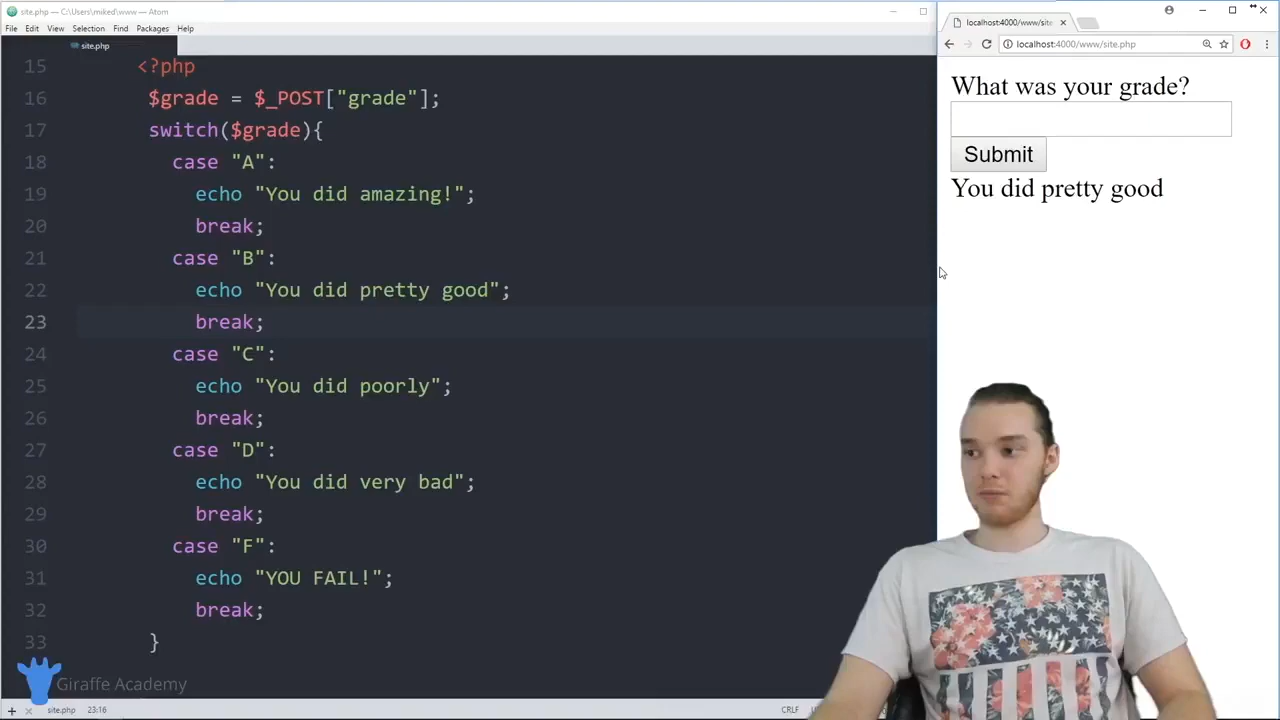 site.php — C:\Users\miked\www — Atom
File Edit View Selection Find Packages Help
site.php
15 <?php
16 $grade = $_POST["grade"];
17 switch($grade){
18 case "A":
19 echo "You did amazing!";
20 break;
21 case "B":
22 echo "You did pretty good";
23 break;
24 case "C":
25 echo "You did poorly";
26 break;
27 case "D":
28 echo "You did very bad";
29 break;
30 case "F":
31 echo "YOU FAIL!";
32 break;
33 }
Giraffe Academy
site.php 23:16 CRLF
localhost:4000/www/site
localhost:4000/www/site.php
What was your grade?
Submit
You did pretty good